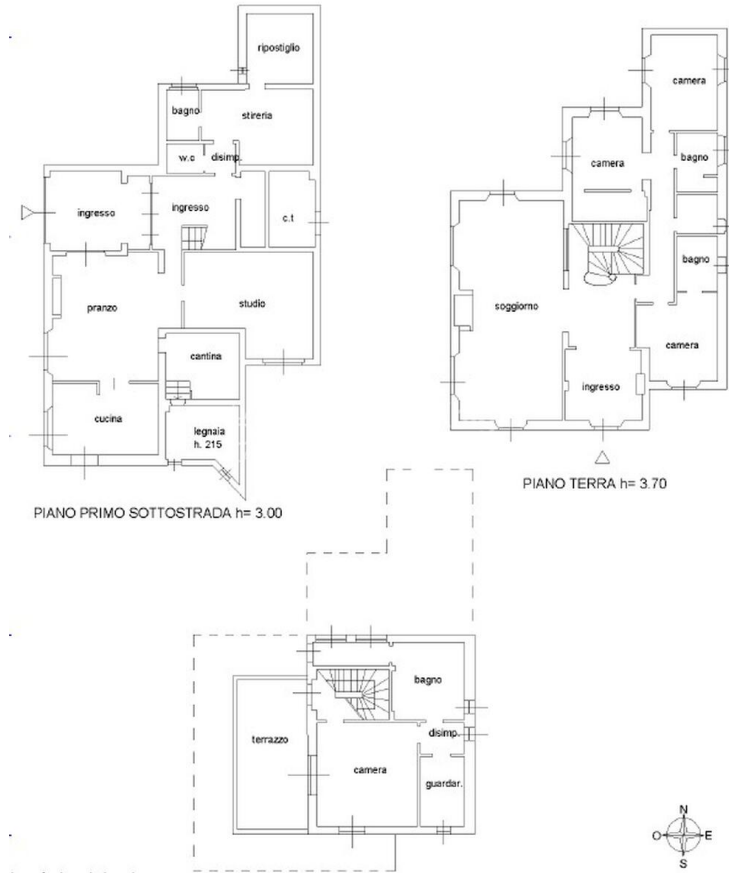 ripostiglio
bagno
stireria
w.c
disimp.
ingresso
ingresso
c.t
pranzo
studio
cantina
cucina
legnaia
h. 215
PIANO PRIMO SOTTOSTRADA h= 3.00
camera
camera
bagno
bagno
soggiorno
camera
ingresso
PIANO TERRA h= 3.70
bagno
disimp.
terrazzo
camera
guardar.
N
O
E
S